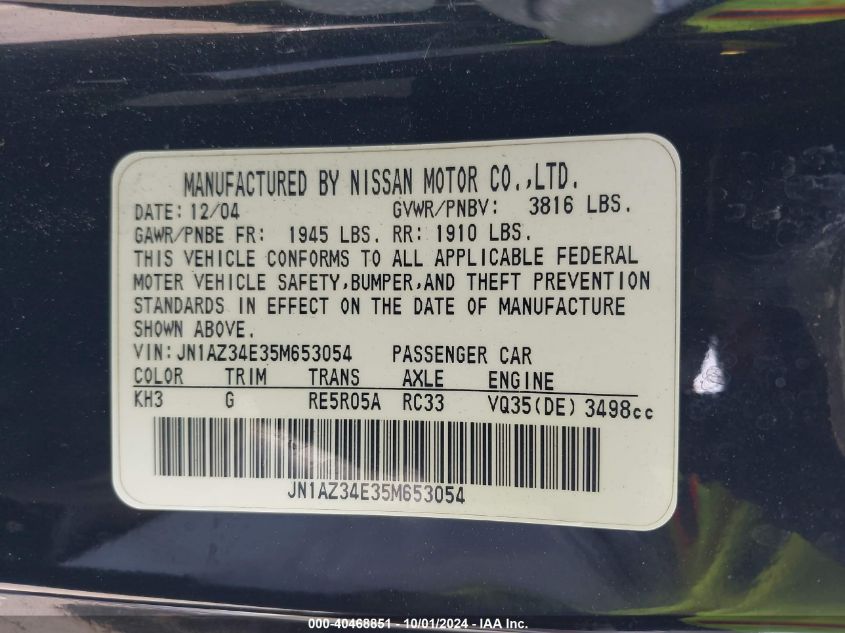 MANUFACTURED BY NISSAN MOTOR CO.,LTD.
DATE: 12/04 GVWR/PNBV: 3816 LBS.
GAWR/PNBE FR: 1945 LBS. RR: 1910 LBS.
THIS VEHICLE CONFORMS TO ALL APPLICABLE FEDERAL
MOTER VEHICLE SAFETY,BUMPER,AND THEFT PREVENTION
STANDARDS IN EFFECT ON THE DATE OF MANUFACTURE
SHOWN ABOVE.
VIN: JN1AZ34E35M653054 PASSENGER CAR
COLOR TRIM TRANS AXLE ENGINE
KH3 G RE5R05A RC33 VQ35(DE) 3498cc
JN1AZ34E35M653054
000-40468851 - 10/01/2024 - IAA Inc.